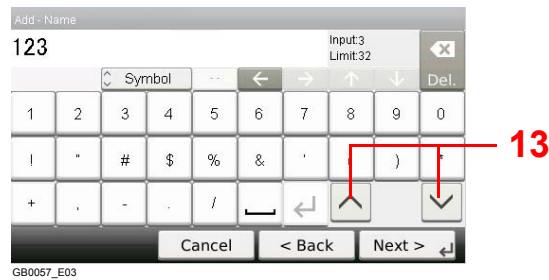 Add - Name
123
Input:3
Limit:32
Symbol -- ← → ↑ ↓ Del.
1 2 3 4 5 6 7 8 9 0
! " # $ % & ' ( ) *
+ , - . /
Cancel < Back Next >
13
GB0057_E03